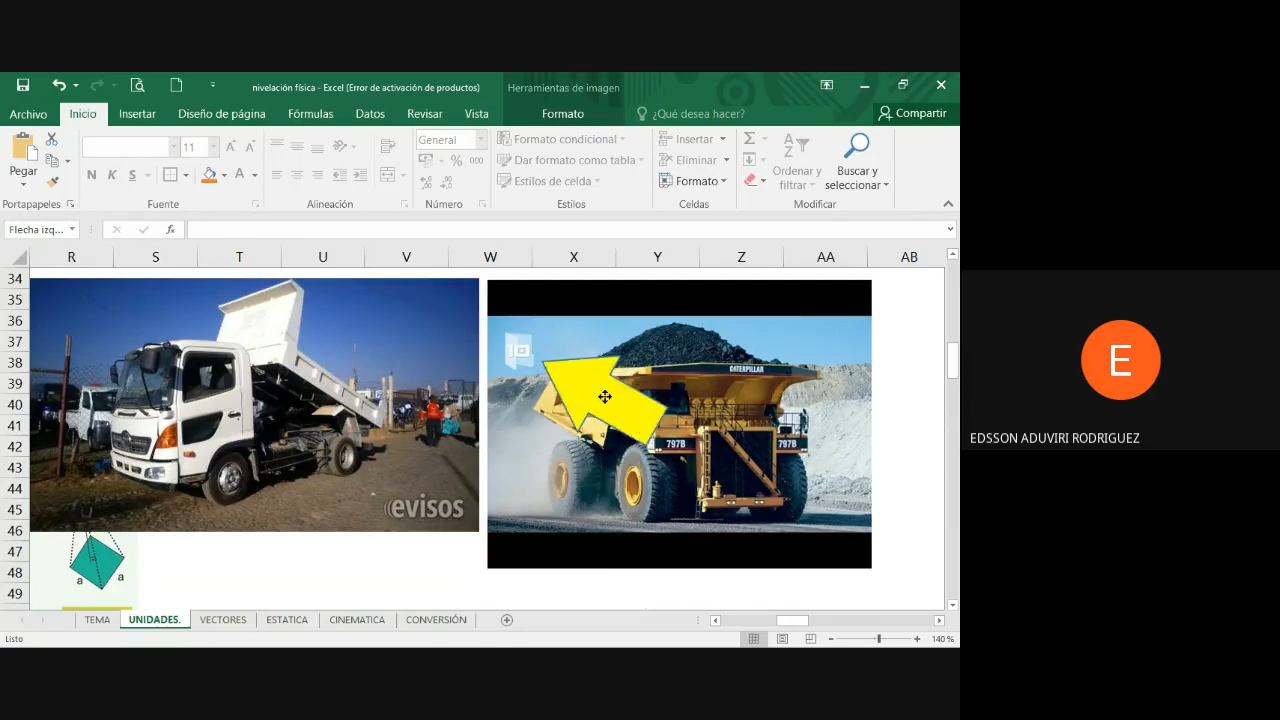 nivelación física - Excel (Error de activación de productos)
Herramientas de imagen
Archivo
Inicio
Insertar
Diseño de página
Fórmulas
Datos
Revisar
Vista
Formato
¿Qué desea hacer?
Compartir
Pegar
Portapapeles
11
N K S
Fuente
Alineación
General
% 000
Número
Formato condicional
Dar formato como tabla
Estilos de celda
Estilos
Insertar
Eliminar
Formato
Celdas
Ordenar y
filtrar
Buscar y
seleccionar
Modificar
Flecha izq...
fx
R S T U V W X Y Z AA AB
34
35
36
37
38
39
40
41
42
43
44
45
46
47
48
49
evisos
10
CATERPILLAR
797B
797B
a
a
TEMA
UNIDADES.
VECTORES
ESTATICA
CINEMATICA
CONVERSIÓN
Listo
140 %
E
EDSSON ADUVIRI RODRIGUEZ